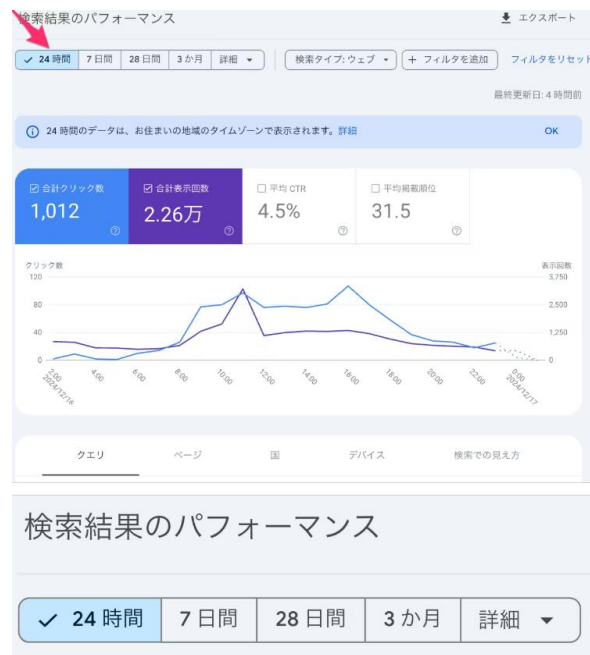 検索結果のパフォーマンス
エクスポート
24 時間 7 日間 28 日間 3 か月 詳細 検索タイプ: ウェブ + フィルタを追加 フィルタをリセット
最終更新日: 4 時間前
24 時間のデータは、お住まいの地域のタイムゾーンで表示されます。詳細 OK
合計クリック数 合計表示回数 平均 CTR 平均掲載順位
1,012 2.26万 4.5% 31.5
クリック数 表示回数
120 3,750
80 2,500
40 1,250
0 0
2:00 4:00 6:00 8:00 10:00 12:00 14:00 16:00 18:00 20:00 22:00 0:00
2024/12/16 2024/12/17
クエリ ページ 国 デバイス 検索での見え方
検索結果のパフォーマンス
24 時間 7 日間 28 日間 3 か月 詳細